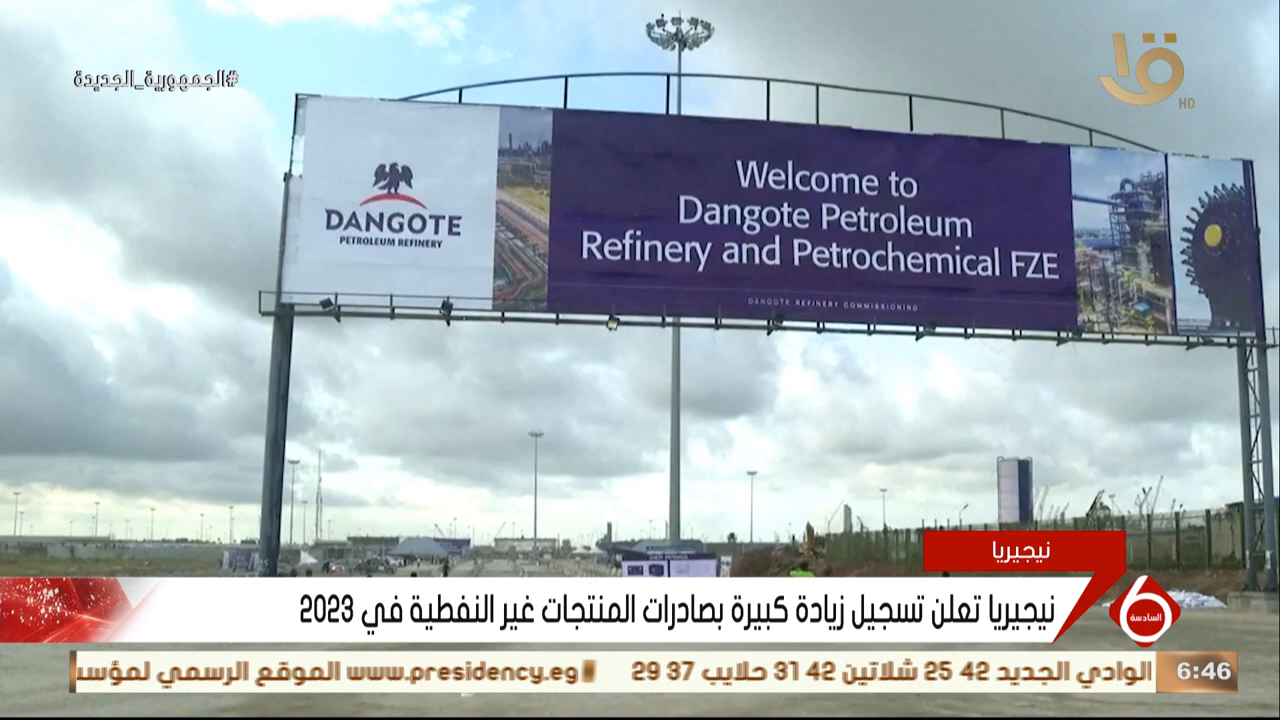 #الجمهورية_الجديدة
HD
DANGOTE
PETROLEUM REFINERY
Welcome to
Dangote Petroleum
Refinery and Petrochemical FZE
DANGOTE REFINERY COMMISSIONING
نيجيريا
نيجيريا تعلن تسجيل زيادة كبيرة بصادرات المنتجات غير النفطية في 2023
السادسة
6:46
الوادي الجديد 42 25 شلاتين 42 31 حلايب 37 29 www.presidency.eg الموقع الرسمي لمؤسس